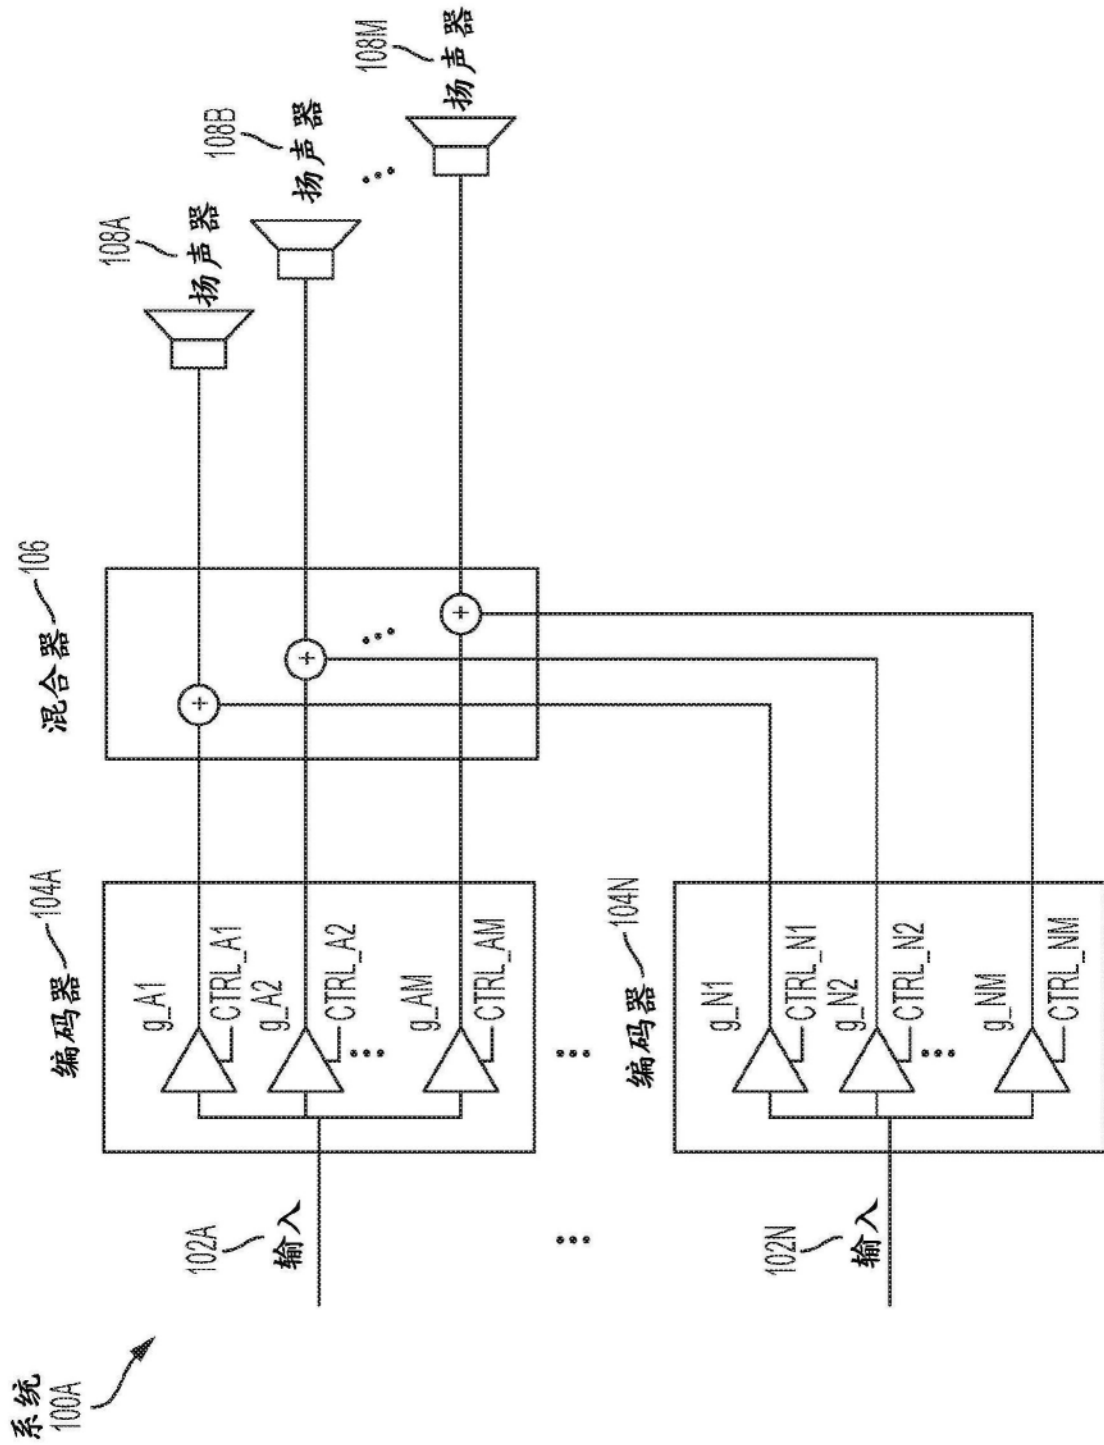 系统
100A
102A
输入
编码器
104A
g_A1
CTRL_A1
g_A2
CTRL_A2
g_AM
CTRL_AM
混合器
106
+
+
+
108A
扬声器
108B
扬声器
108M
扬声器
102N
输入
编码器
104N
g_N1
CTRL_N1
g_N2
CTRL_N2
g_NM
CTRL_NM